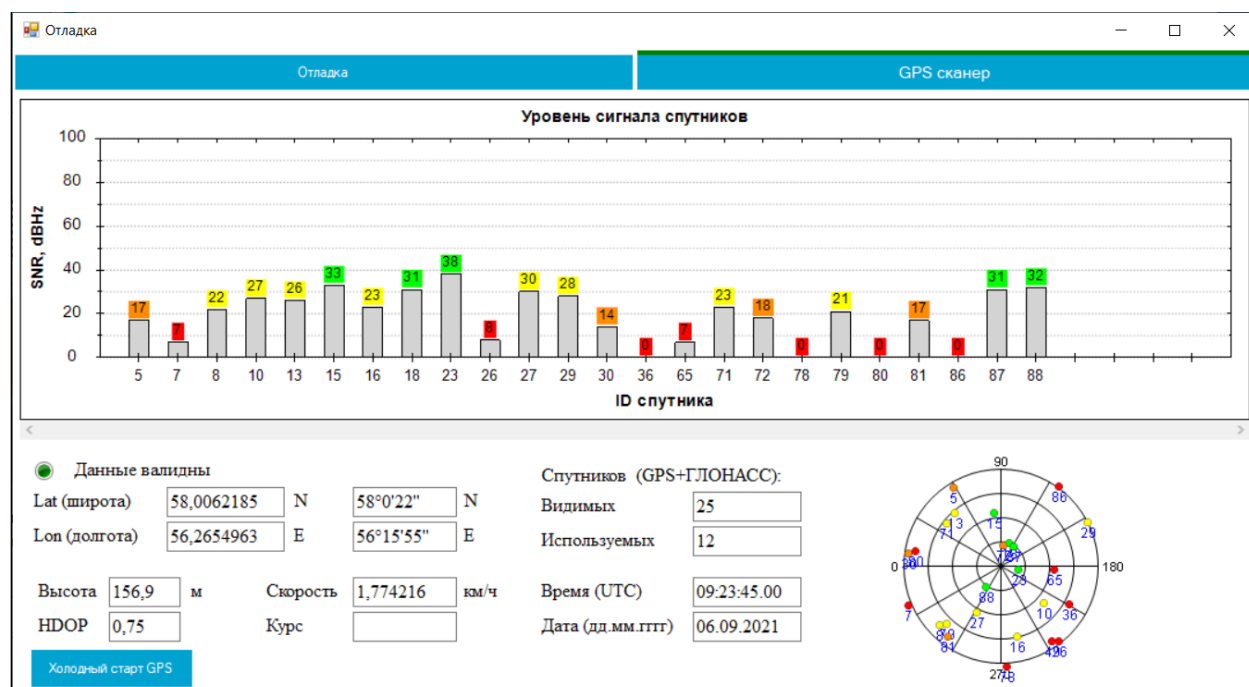 Отладка
Отладка GPS сканер
Уровень сигнала спутников
100
80
60
40
20
0
SNR, dBHz
17 7 22 27 26 33 23 31 38 8 30 28 14 0 7 23 18 0 21 0 17 0 31 32
5 7 8 10 13 15 16 18 23 26 27 29 30 36 65 71 72 78 79 80 81 86 87 88
ID спутника
Данные валидны
Lat (широта) 58,0062185 N 58°0'22" N
Lon (долгота) 56,2654963 E 56°15'55" E
Высота 156,9 м Скорость 1,774216 км/ч
HDOP 0,75 Курс
Холодный старт GPS
Спутников (GPS+ГЛОНАСС):
Видимых 25
Используемых 12
Время (UTC) 09:23:45.00
Дата (дд.мм.гггг) 06.09.2021
90
5 86
13 15 29
71
0 180
23 65
7 88 36
27 10
81 16
270 78